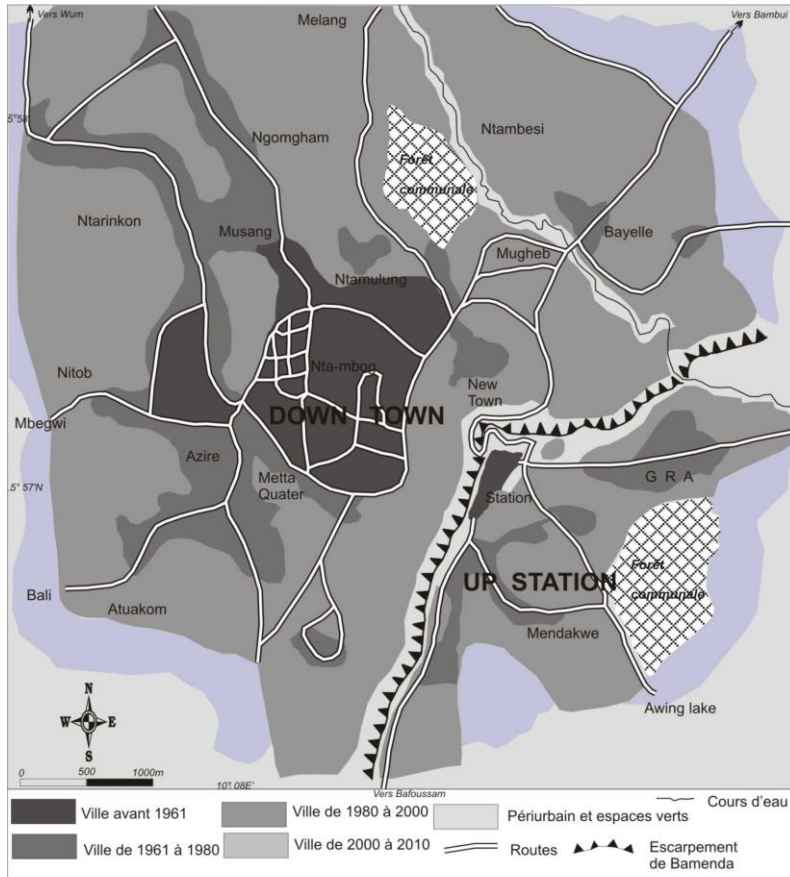 Vers Wum
Melang
Vers Bambui
5°58'
Ngomgham
Ntambesi
Forêt
communale
Ntarinkon
Musang
Bayelle
Mugheb
Ntamulung
Nta-mbog
Nitob
New
Town
DOWN TOWN
Mbegwi
Azire
Metta
Quater
5° 57'N
Station
G R A
Forêt
communale
UP STATION
Bali
Atuakom
Mendakwe
Awing lake
N
W E
S
0 500 1000m
10° 08E'
Vers Bafoussam
Ville avant 1961
Ville de 1980 à 2000
Périurbain et espaces verts
Cours d'eau
Ville de 1961 à 1980
Ville de 2000 à 2010
Routes
Escarpement
de Bamenda